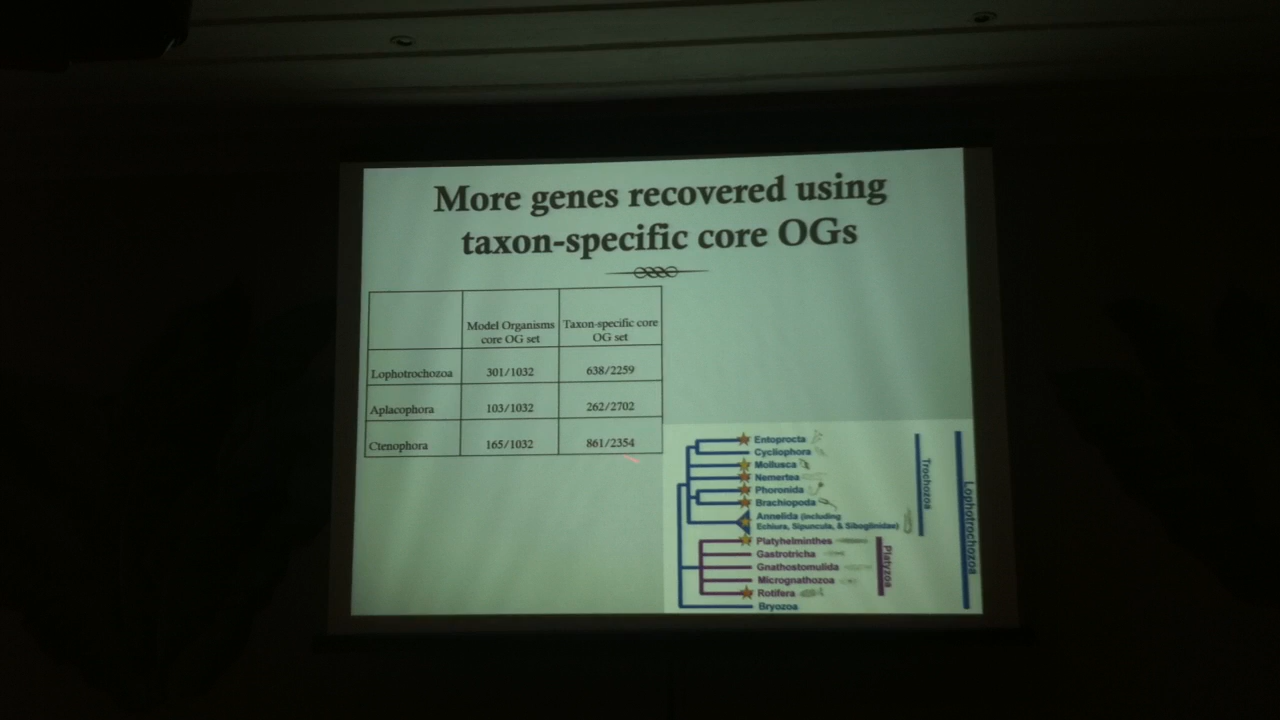 More genes recovered using
taxon-specific core OGs
Model Organisms
core OG set
Taxon-specific core
OG set
Lophotrochozoa 301/1032 638/2259
Aplacophora 103/1032 262/2702
Ctenophora 165/1032 861/2354
Entoprocta
Cycliophora
Mollusca
Nemertea
Phoronida
Brachiopoda
Annelida (including
Echiura, Sipuncula, & Siboglinidae)
Platyhelminthes
Gastrotricha
Gnathostomulida
Micrognathozoa
Rotifera
Bryozoa
Trochozoa
Platyzoa
Lophotrochozoa